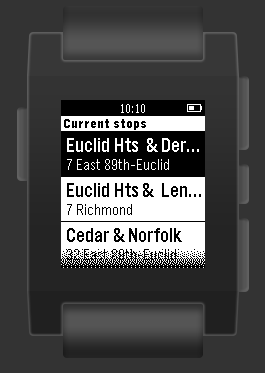 10:10
Current stops
Euclid Hts & Der...
7 East 89th-Euclid
Euclid Hts & Len...
7 Richmond
Cedar & Norfolk
32 East 89th-Euclid